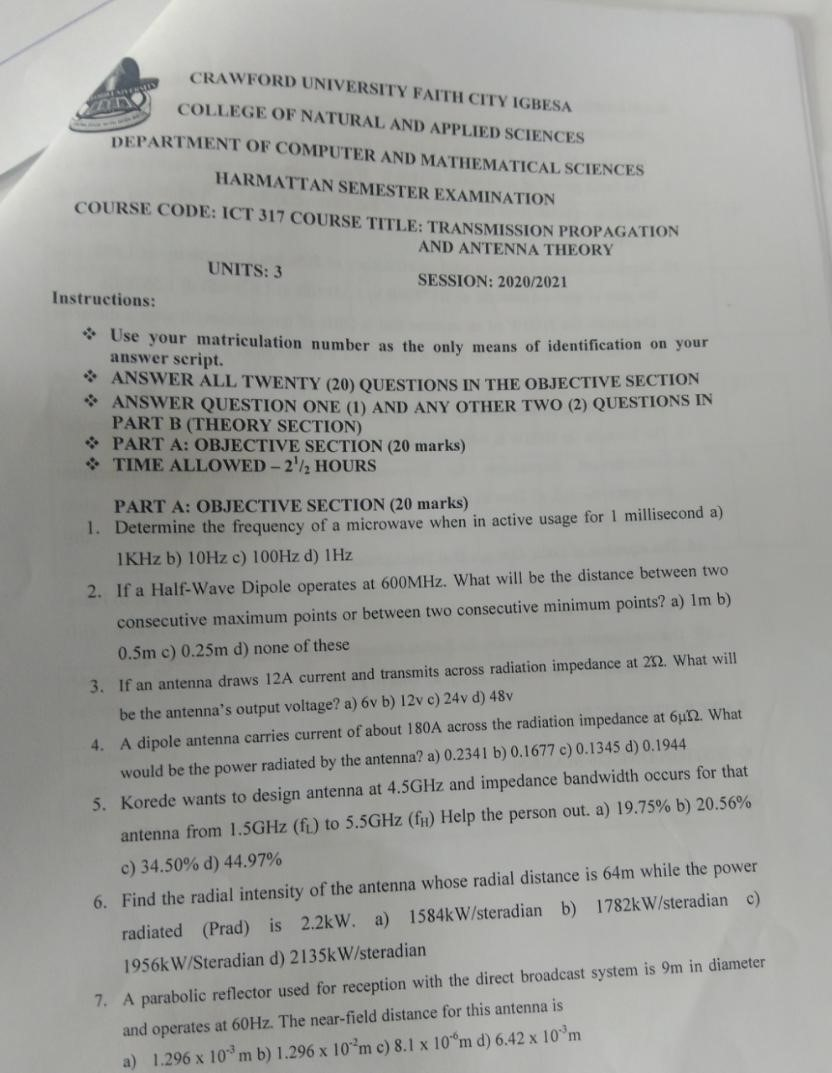 CRAWFORD UNIVERSITY FAITH CITY IGBESA
COLLEGE OF NATURAL AND APPLIED SCIENCES
DEPARTMENT OF COMPUTER AND MATHEMATICAL SCIENCES
HARMATTAN SEMESTER EXAMINATION
COURSE CODE: ICT 317 COURSE TITLE: TRANSMISSION PROPAGATION
AND ANTENNA THEORY
UNITS: 3
SESSION: 2020/2021
Instructions:
❖ Use your matriculation number as the only means of identification on your
answer script.
❖ ANSWER ALL TWENTY (20) QUESTIONS IN THE OBJECTIVE SECTION
❖ ANSWER QUESTION ONE (1) AND ANY OTHER TWO (2) QUESTIONS IN
PART B (THEORY SECTION)
❖ PART A: OBJECTIVE SECTION (20 marks)
❖ TIME ALLOWED – 2¹/₂ HOURS
PART A: OBJECTIVE SECTION (20 marks)
1. Determine the frequency of a microwave when in active usage for 1 millisecond a)
1KHz b) 10Hz c) 100Hz d) 1Hz
2. If a Half-Wave Dipole operates at 600MHz. What will be the distance between two
consecutive maximum points or between two consecutive minimum points? a) 1m b)
0.5m c) 0.25m d) none of these
3. If an antenna draws 12A current and transmits across radiation impedance at 2Ω. What will
be the antenna's output voltage? a) 6v b) 12v c) 24v d) 48v
4. A dipole antenna carries current of about 180A across the radiation impedance at 6μΩ. What
would be the power radiated by the antenna? a) 0.2341 b) 0.1677 c) 0.1345 d) 0.1944
5. Korede wants to design antenna at 4.5GHz and impedance bandwidth occurs for that
antenna from 1.5GHz (fL) to 5.5GHz (fH) Help the person out. a) 19.75% b) 20.56%
c) 34.50% d) 44.97%
6. Find the radial intensity of the antenna whose radial distance is 64m while the power
radiated (Prad) is 2.2kW. a) 1584kW/steradian b) 1782kW/steradian c)
1956kW/Steradian d) 2135kW/steradian
7. A parabolic reflector used for reception with the direct broadcast system is 9m in diameter
and operates at 60Hz. The near-field distance for this antenna is
a) 1.296 x 10⁻³ m b) 1.296 x 10⁻²m c) 8.1 x 10⁻⁶m d) 6.42 x 10⁻³m